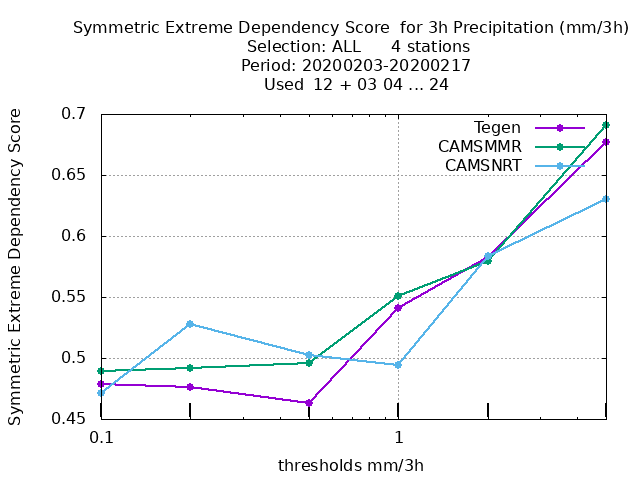 Symmetric Extreme Dependency Score for 3h Precipitation (mm/3h)
Selection: ALL 4 stations
Period: 20200203-20200217
Used 12 + 03 04 ... 24
Symmetric Extreme Dependency Score
0.7
0.65
0.6
0.55
0.5
0.45
Tegen
CAMSMMR
CAMSNRT
0.1 1
thresholds mm/3h